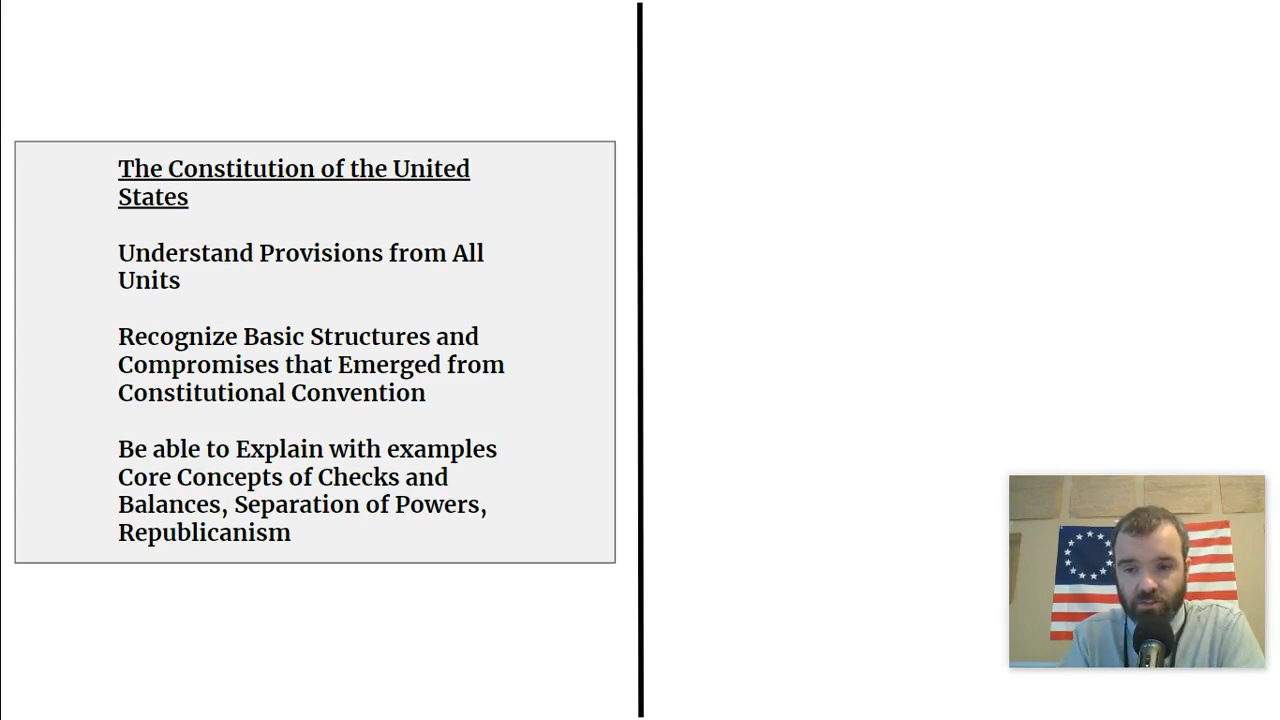 The Constitution of the United
States
Understand Provisions from All
Units
Recognize Basic Structures and
Compromises that Emerged from
Constitutional Convention
Be able to Explain with examples
Core Concepts of Checks and
Balances, Separation of Powers,
Republicanism